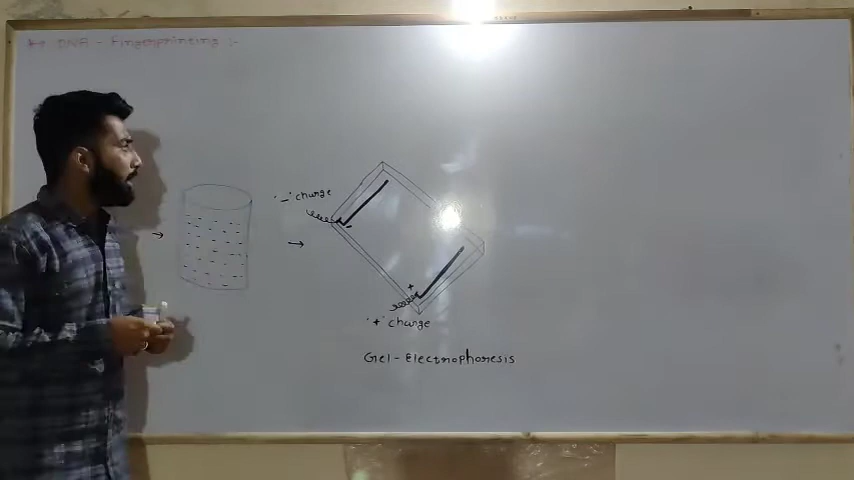 DNA - Fingerprinting :-
'-' charge
-
+
'+' charge
Gel - Electrophoresis